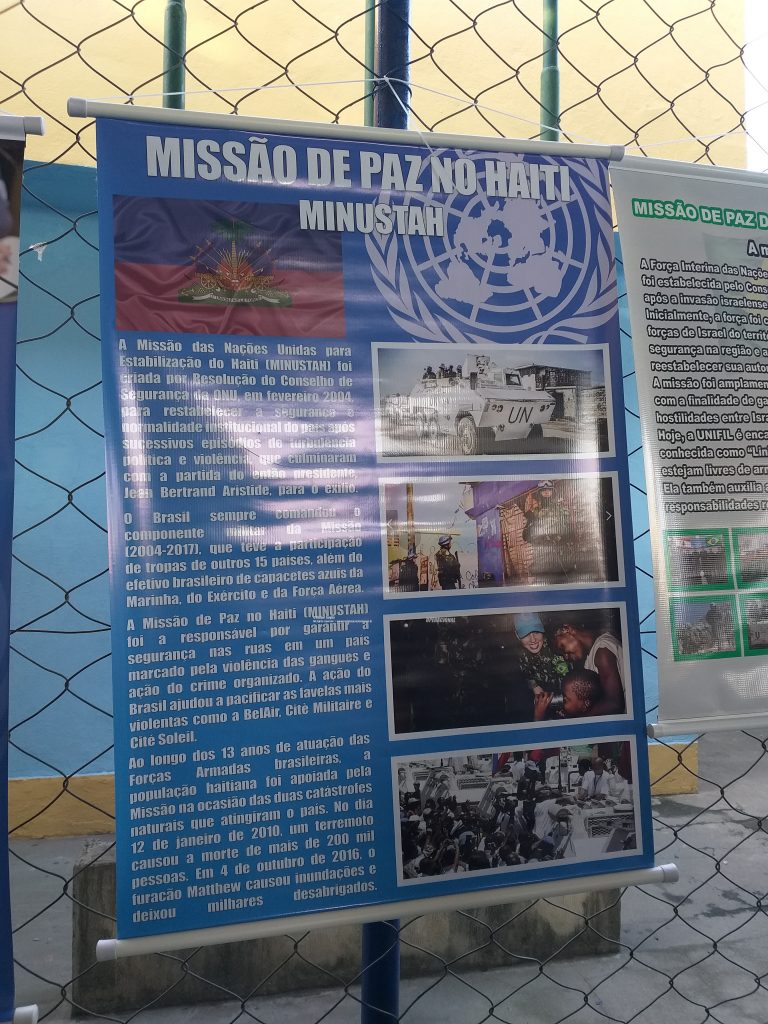 MISSÃO DE PAZ NO HAITI
MINUSTAH
A Missão das Nações Unidas para
Estabilização do Haiti (MINUSTAH) foi
criada por Resolução do Conselho de
Segurança da ONU, em fevereiro 2004,
para restabelecer a segurança e
normalidade institucional do país após
sucessivos episódios de turbulência
política e violência, que culminaram
com a partida do então presidente,
Jean Bertrand Aristide, para o exílio.
O Brasil sempre comandou o
componente militar da Missão
(2004-2017), que teve a participação
de tropas de outros 15 países, além do
efetivo brasileiro de capacetes azuis da
Marinha, do Exército e da Força Aérea.
A Missão de Paz no Haiti (MINUSTAH)
foi a responsável por garantir a
segurança nas ruas em um país
marcado pela violência das gangues e
ação do crime organizado. A ação do
Brasil ajudou a pacificar as favelas mais
violentas como a BelAir, Citè Militaire e
Citè Soleil.
Ao longo dos 13 anos de atuação das
Forças Armadas brasileiras, a
população haitiana foi apoiada pela
Missão na ocasião das duas catástrofes
naturais que atingiram o país. No dia
12 de janeiro de 2010, um terremoto
causou a morte de mais de 200 mil
pessoas. Em 4 de outubro de 2016, o
furacão Matthew causou inundações e
deixou milhares desabrigados.
UN
MISSÃO DE PAZ D
A m
A Força Interina das Naçõe
foi estabelecida pelo Cons
após a invasão israelense
Inicialmente, a força foi c
forças de Israel do territó
segurança na região e a
reestabelecer sua autor
A missão foi amplament
com a finalidade de ga
hostilidades entre Isra
Hoje, a UNIFIL é enca
conhecida como "Lin
estejam livres de arm
Ela também auxilia a
responsabilidades r